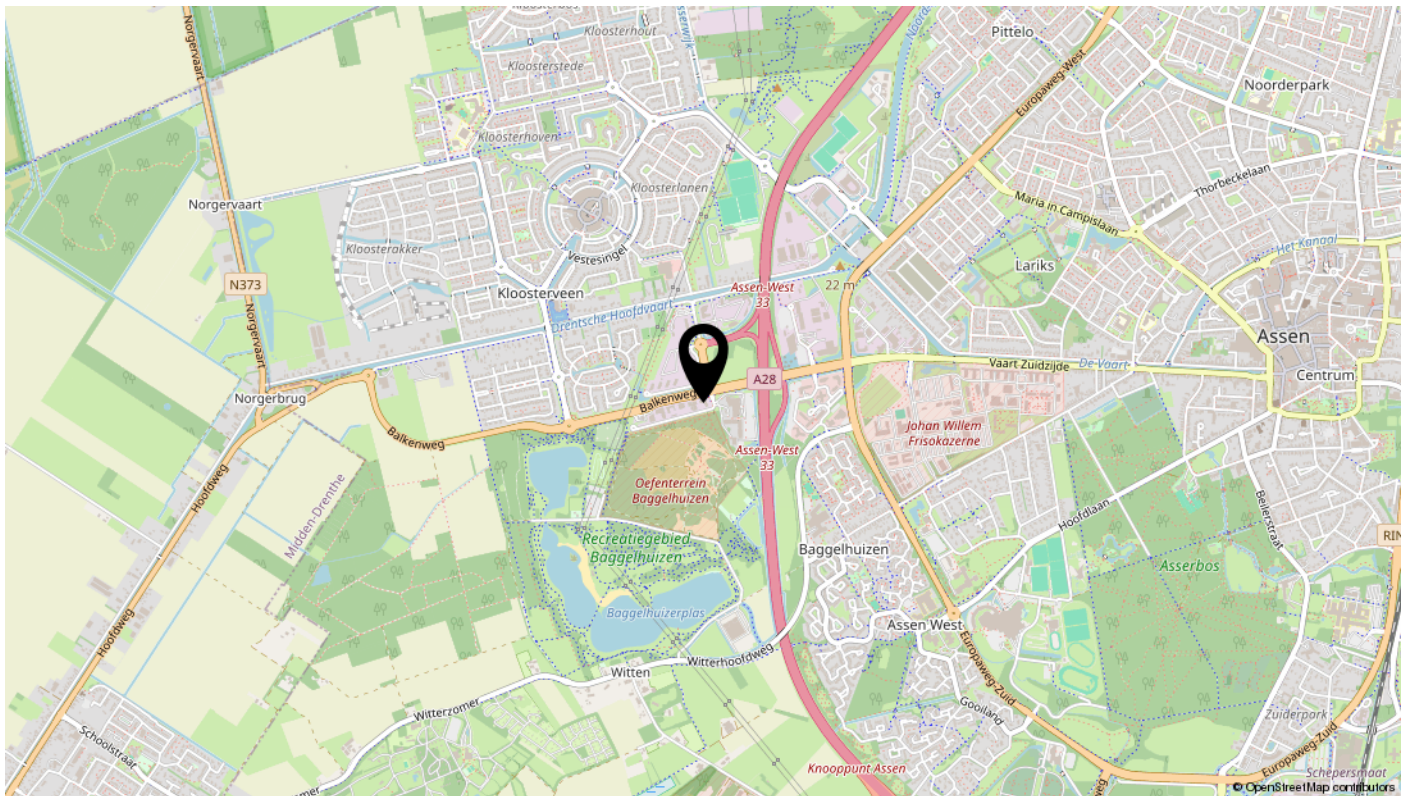 Kloosterbos
Kloosterhout
Kloosterstede
Kloosterhoven
Kloosterlanen
Kloosterakker
Vestesingel
Kloosterveen
Drentsche Hoofdvaart
Norgervaart
Norgervaart
N373
Norgervaart
Norgerbrug
Balkenweg
Balkenweg
Hoofdweg
Hoofdweg
Midden-Drenthe
Schoolstraat
Witterzomer
Witten
Witterhoofdweg
Oefenterrein
Baggelhuizen
Recreatiegebied
Baggelhuizen
Baggelhuizerplas
Assen-West
33
A28
Assen-West
33
22 m
Pittelo
Europaweg-West
Noorderpark
Thorbeckelaan
Maria in Campislaan
Het Kanaal
Lariks
Assen
Centrum
Vaart Zuidzijde
De Vaart
Johan Willem
Frisokazerne
Hoofdlaan
Beilerstraat
Asserbos
Baggelhuizen
Assen West
Europaweg-Zuid
Gooiland
Zuiderpark
Europaweg-Zuid
Schepersmaat
Knooppunt Assen
© OpenStreetMap contributors